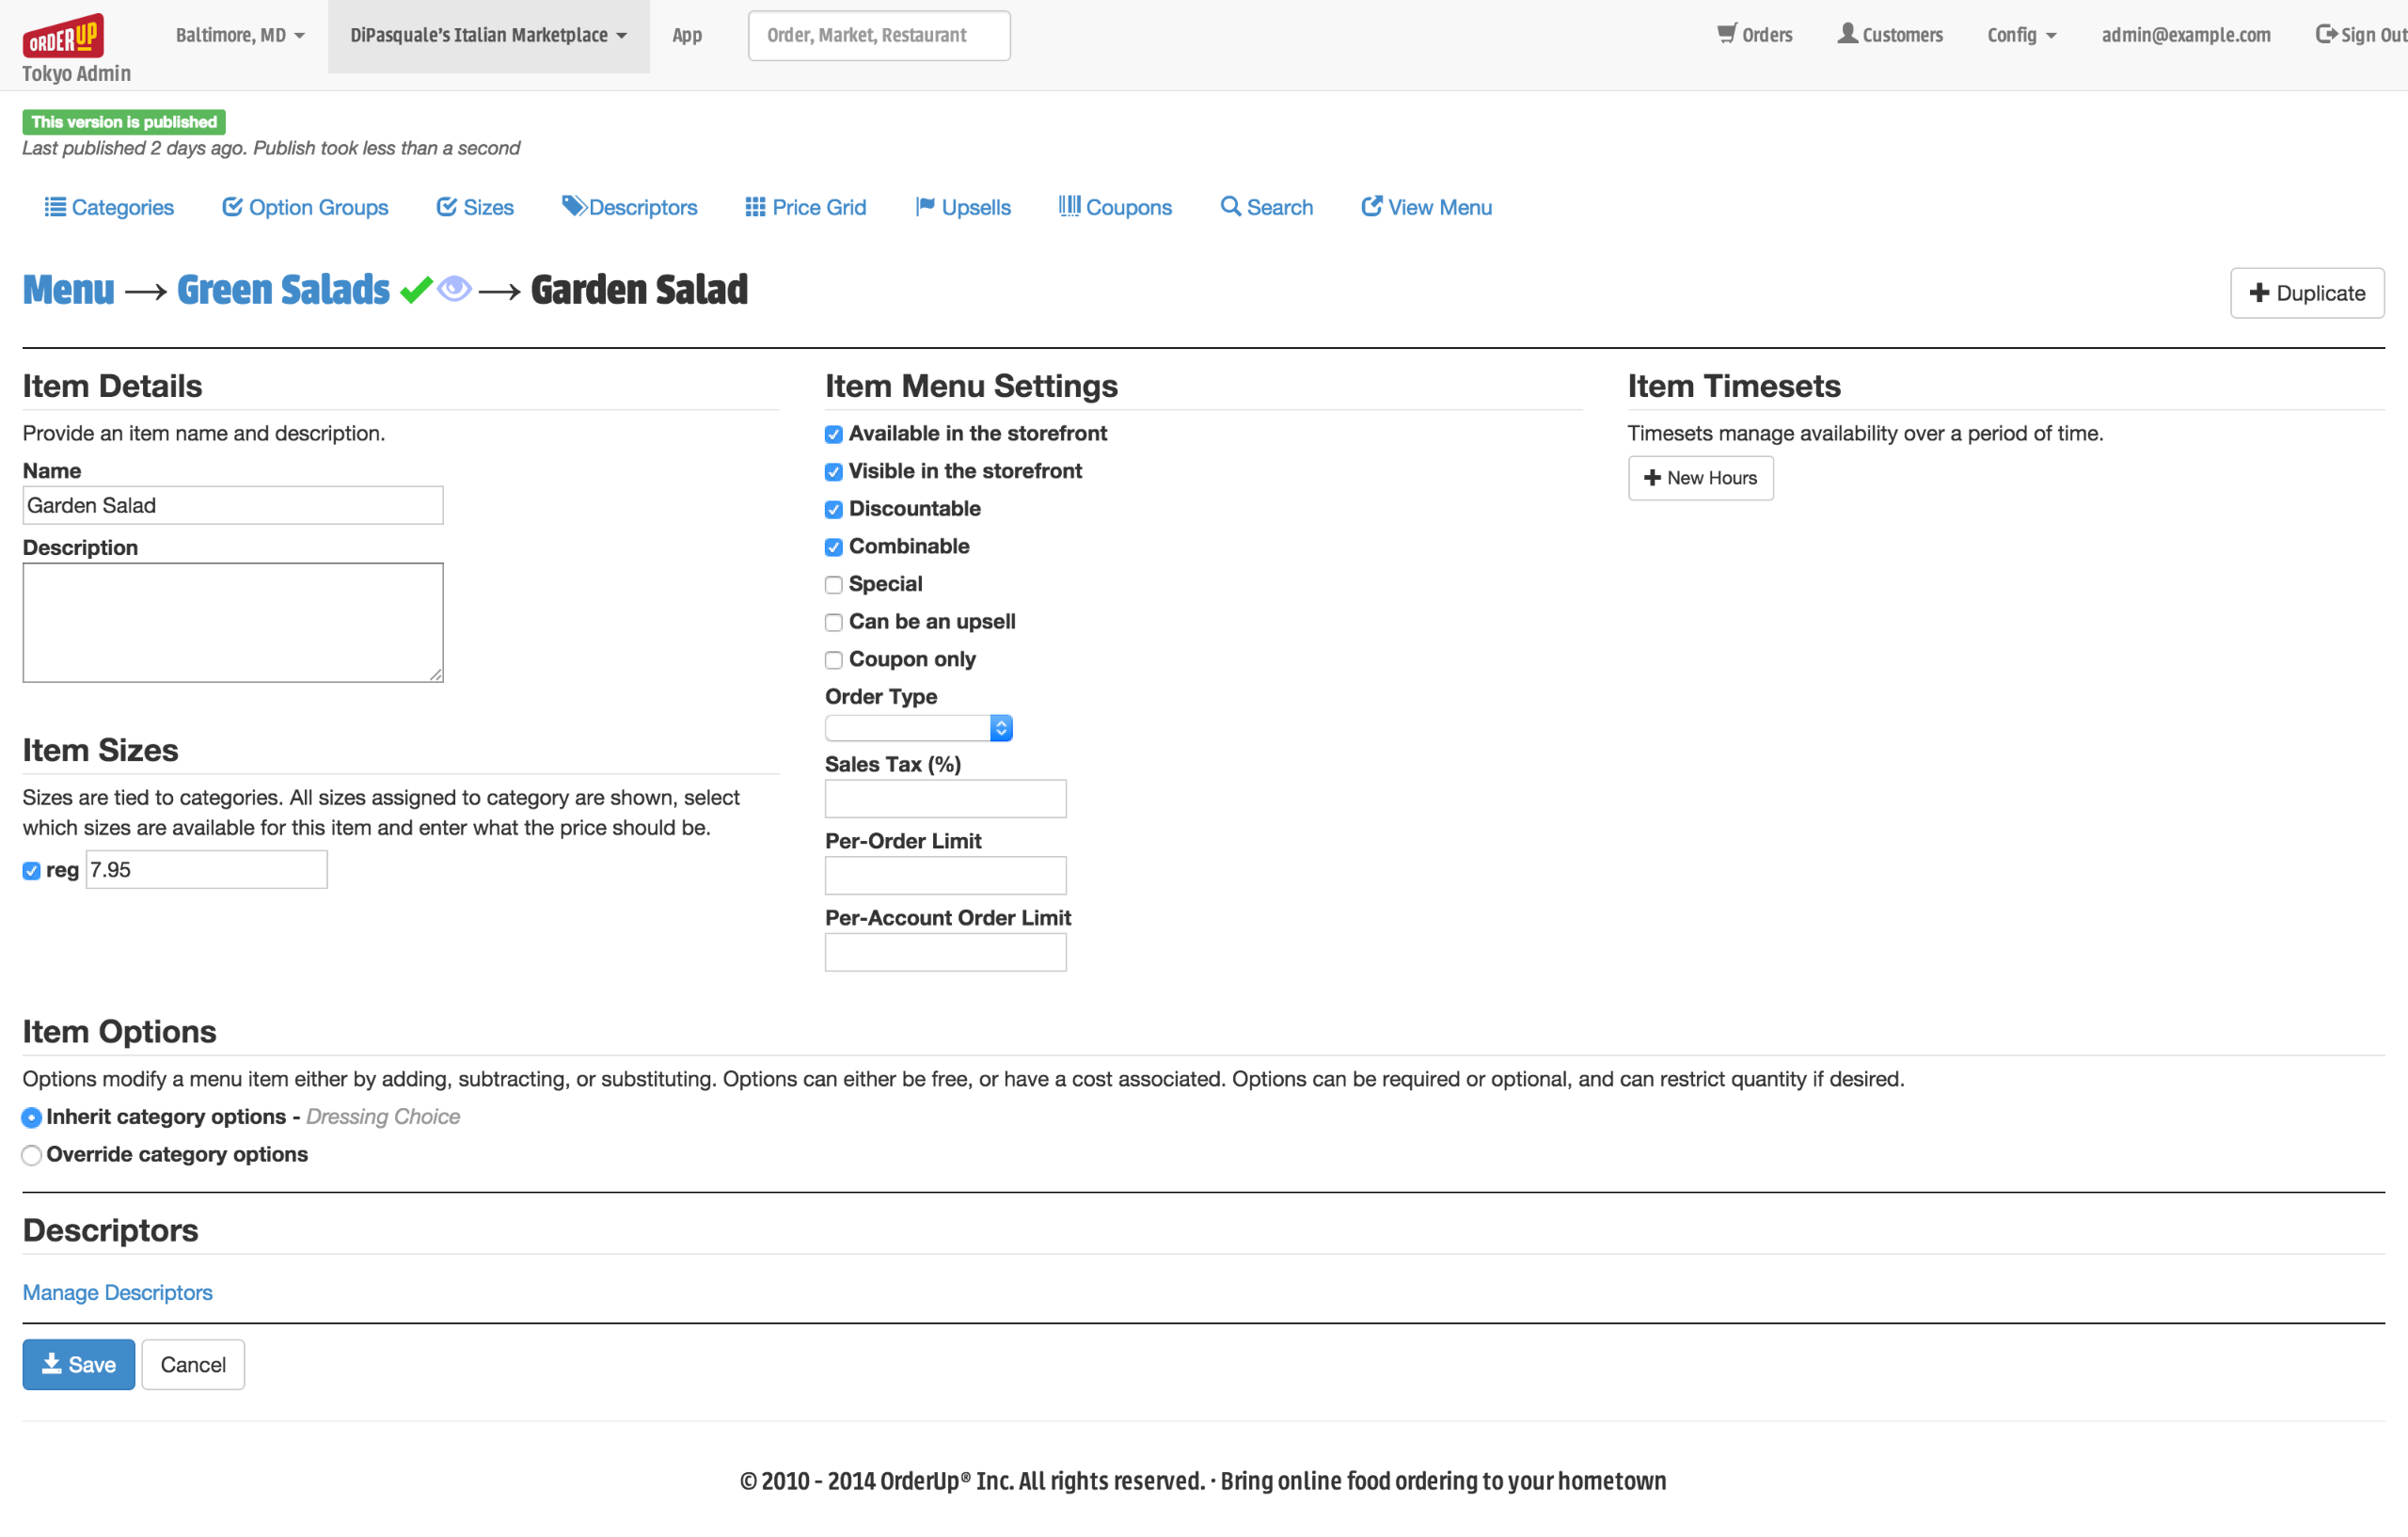 ORDERUP
Tokyo Admin
Baltimore, MD
DiPasquale's Italian Marketplace
App
Order, Market, Restaurant
Orders
Customers
Config
admin@example.com
Sign Out
This version is published
Last published 2 days ago. Publish took less than a second
Categories
Option Groups
Sizes
Descriptors
Price Grid
Upsells
Coupons
Search
View Menu
Menu → Green Salads → Garden Salad
Duplicate
Item Details
Provide an item name and description.
Name
Garden Salad
Description
Item Sizes
Sizes are tied to categories. All sizes assigned to category are shown, select
which sizes are available for this item and enter what the price should be.
reg 7.95
Item Menu Settings
Available in the storefront
Visible in the storefront
Discountable
Combinable
Special
Can be an upsell
Coupon only
Order Type
Sales Tax (%)
Per-Order Limit
Per-Account Order Limit
Item Timesets
Timesets manage availability over a period of time.
New Hours
Item Options
Options modify a menu item either by adding, subtracting, or substituting. Options can either be free, or have a cost associated. Options can be required or optional, and can restrict quantity if desired.
Inherit category options - Dressing Choice
Override category options
Descriptors
Manage Descriptors
Save
Cancel
© 2010 - 2014 OrderUp® Inc. All rights reserved. · Bring online food ordering to your hometown